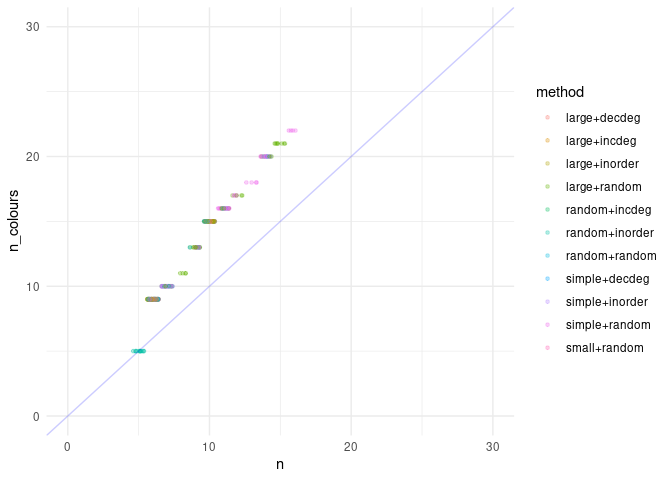 30
20
10
0
n_colours
0 10 20 30
n
method
large+decdeg
large+incdeg
large+inorder
large+random
random+incdeg
random+inorder
random+random
simple+decdeg
simple+inorder
simple+random
small+random